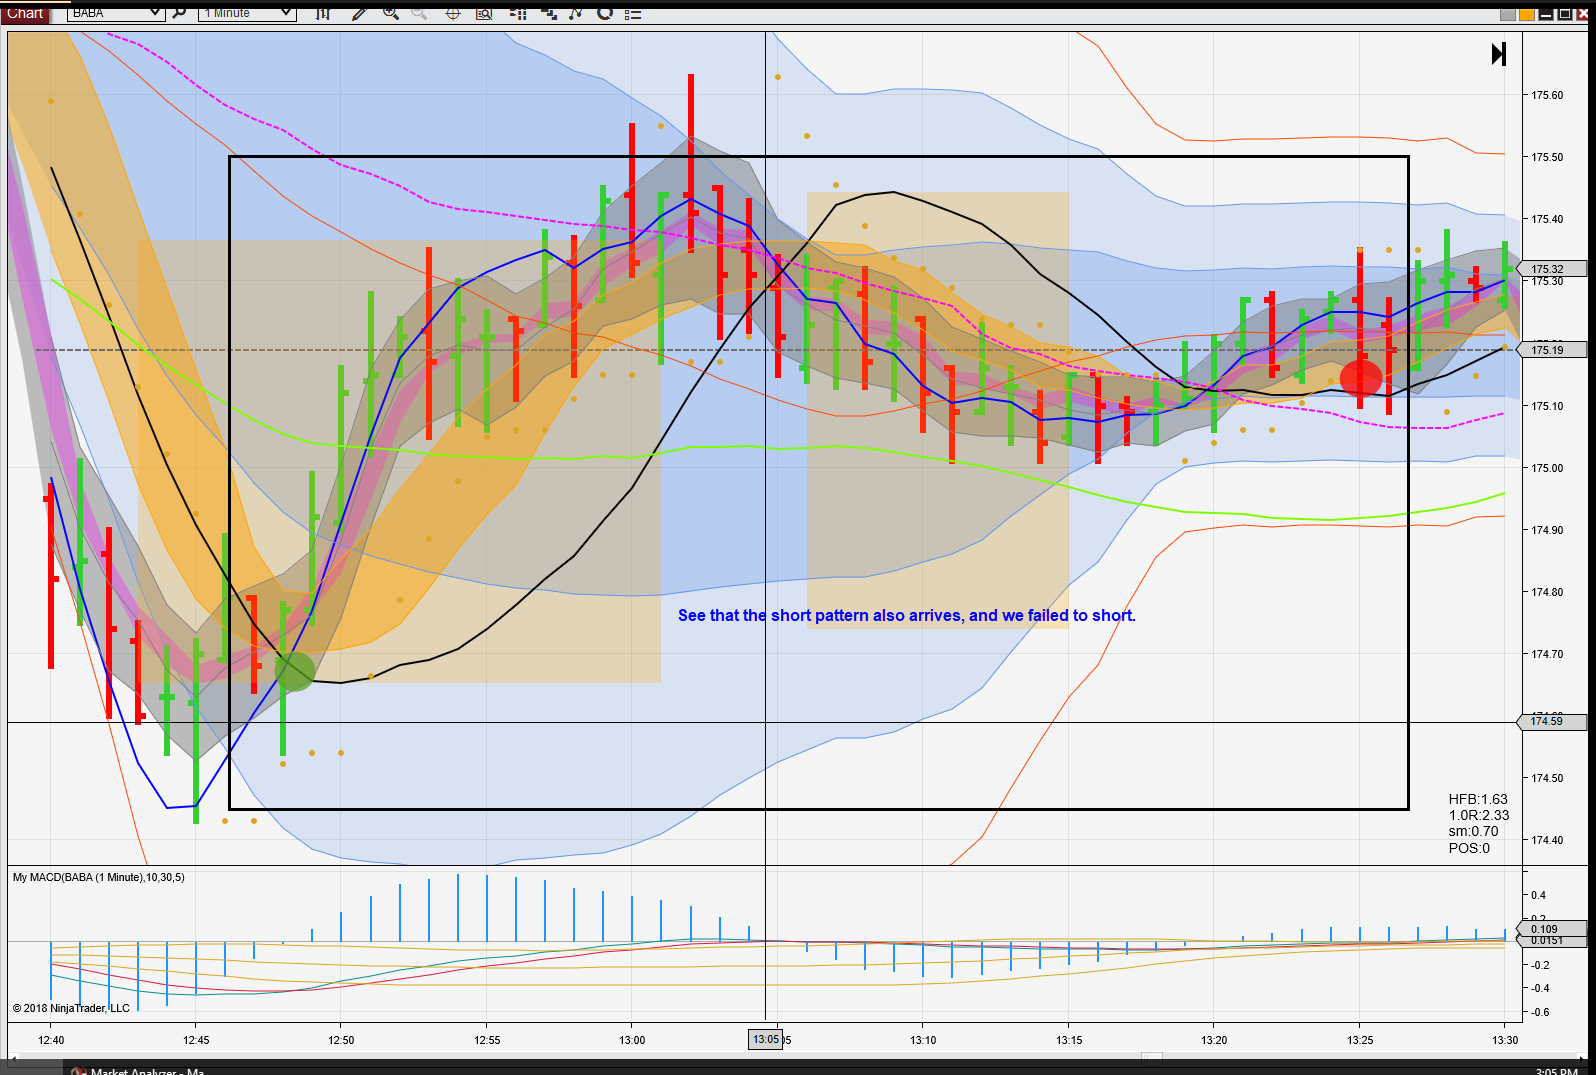 Chart BABA 1 Minute
175.60
175.50
175.40
175.32
175.30
175.19
175.10
175.00
174.90
174.80
See that the short pattern also arrives, and we failed to short.
174.70
174.59
174.50
HFB:1.63
1.0R:2.33
sm:0.70
174.40
POS:0
My MACD(BABA (1 Minute),10,30,5)
0.4
0.2
0.109
0.0151
-0.2
-0.4
© 2018 NinjaTrader, LLC
-0.6
12:40 12:45 12:50 12:55 13:00 13:05 13:10 13:15 13:20 13:25 13:30
Market Analyzer - Ma
3:05 PM